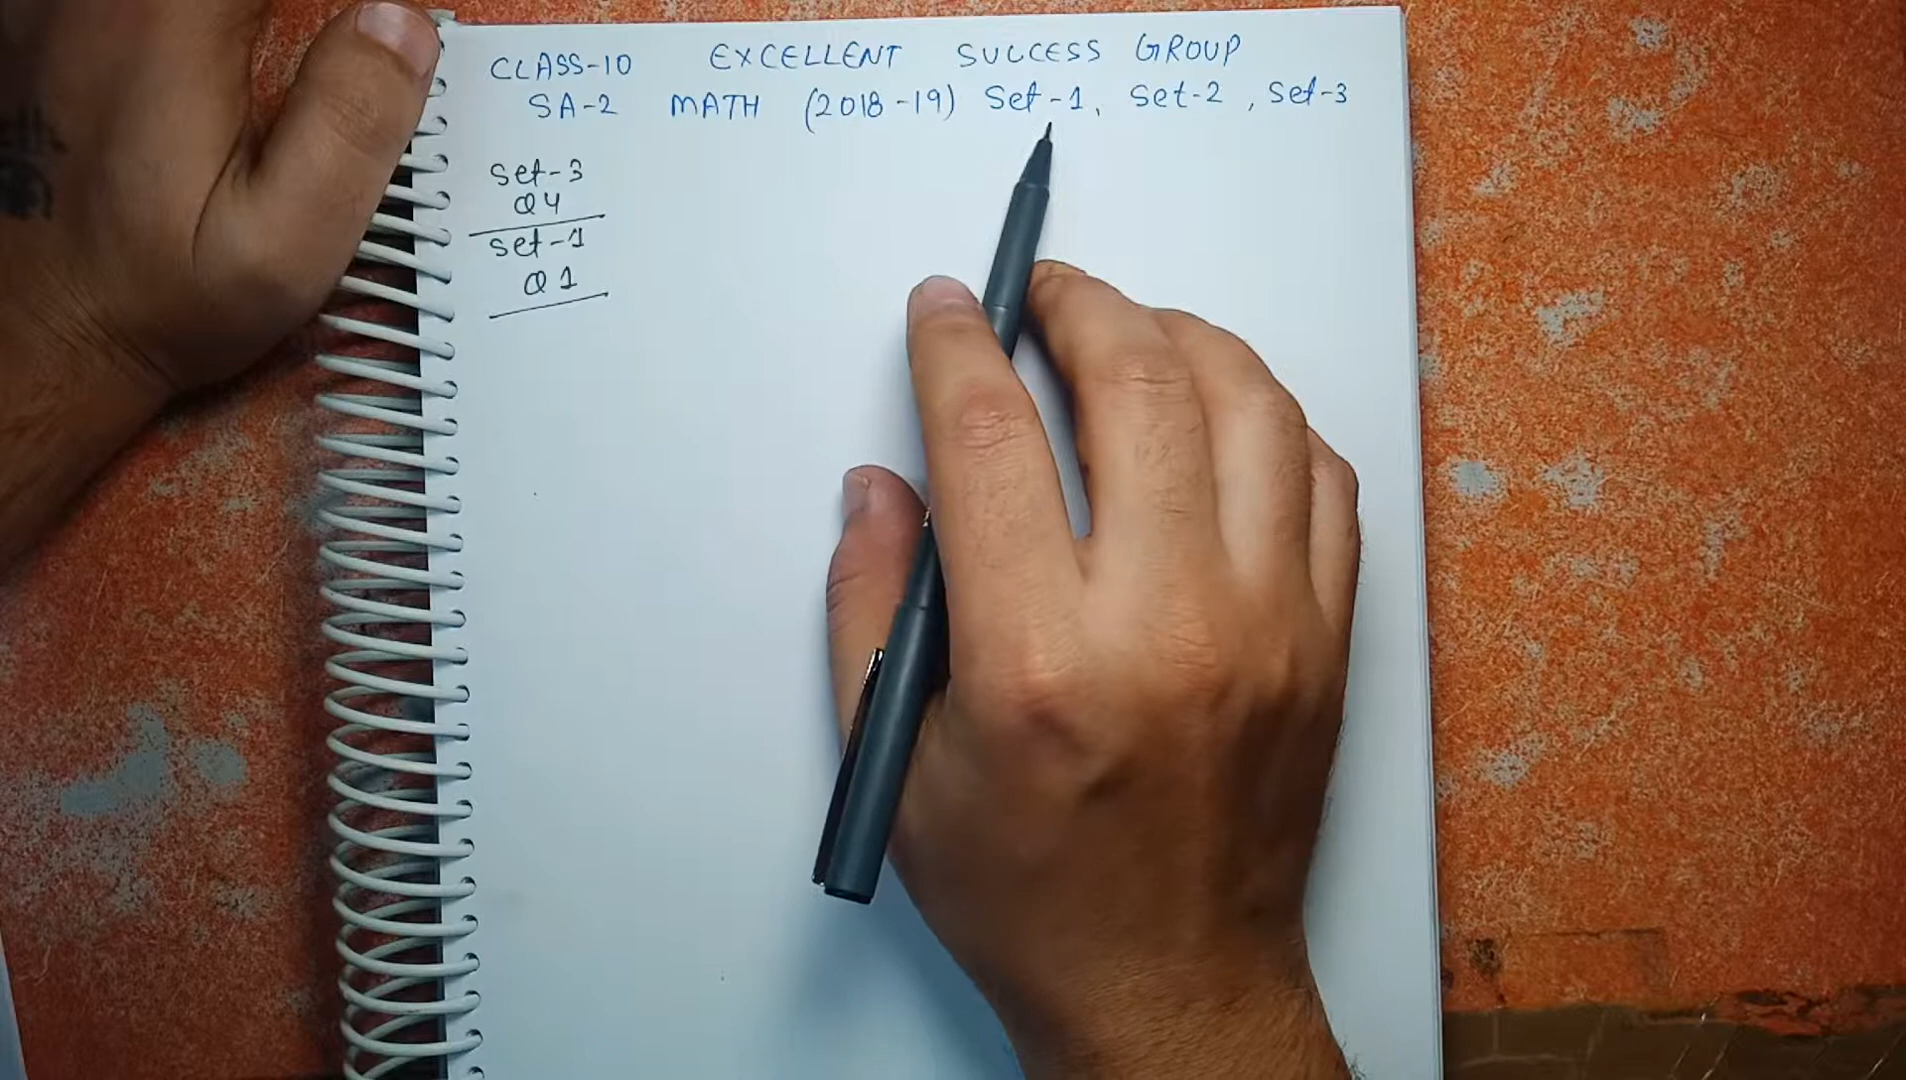 CLASS-10 EXCELLENT SUCCESS GROUP
SA-2 MATH (2018-19) Set-1, Set-2, Set-3
Set-3
Q4
Set-1
Q1